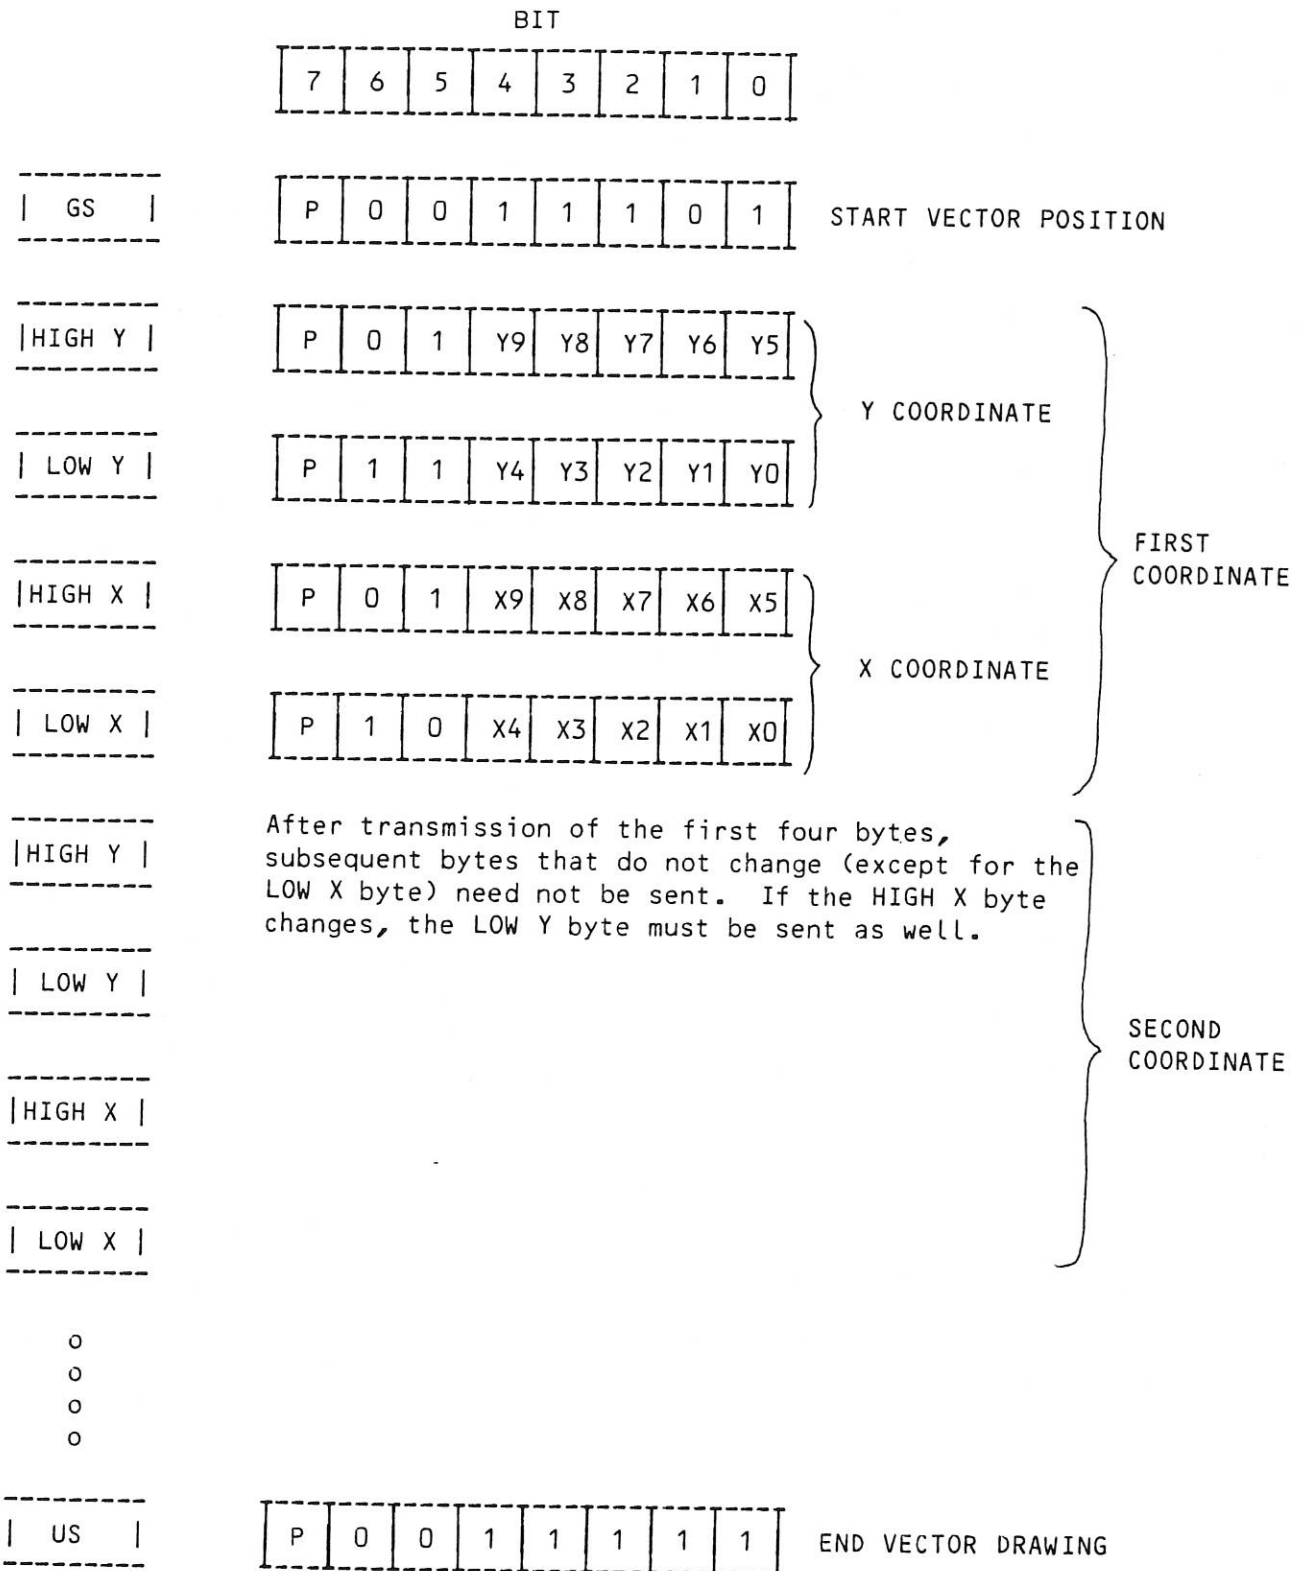 BIT
7 6 5 4 3 2 1 0
GS P 0 0 1 1 1 0 1 START VECTOR POSITION
HIGH Y P 0 1 Y9 Y8 Y7 Y6 Y5
Y COORDINATE
LOW Y P 1 1 Y4 Y3 Y2 Y1 Y0
FIRST
COORDINATE
HIGH X P 0 1 X9 X8 X7 X6 X5
X COORDINATE
LOW X P 1 0 X4 X3 X2 X1 X0
HIGH Y
After transmission of the first four bytes,
subsequent bytes that do not change (except for the
LOW X byte) need not be sent. If the HIGH X byte
changes, the LOW Y byte must be sent as well.
LOW Y
SECOND
COORDINATE
HIGH X
LOW X
o
o
o
o
US P 0 0 1 1 1 1 1 END VECTOR DRAWING